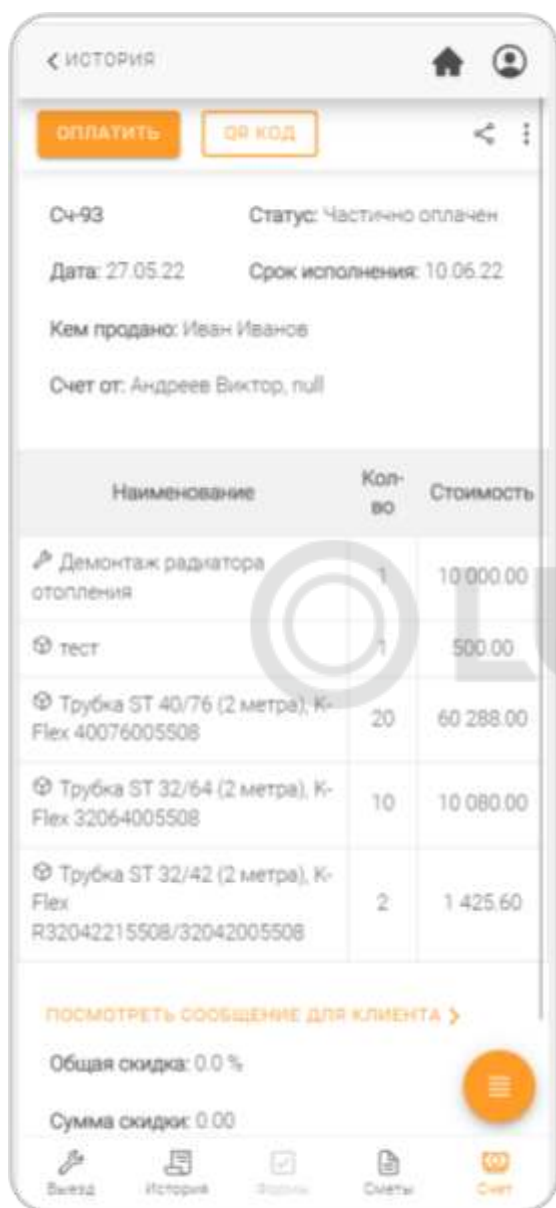 ИСТОРИЯ
ОПЛАТИТЬ QR КОД
Сч-93 Статус: Частично оплачен
Дата: 27.05.22 Срок исполнения: 10.06.22
Кем продано: Иван Иванов
Счет от: Андреев Виктор, null
Наименование Кол-
во Стоимость
Демонтаж радиатора
отопления 1 10 000.00
тест 1 500.00
Трубка ST 40/76 (2 метра), K-
Flex 40076005508 20 60 288.00
Трубка ST 32/64 (2 метра), K-
Flex 32064005508 10 10 080.00
Трубка ST 32/42 (2 метра), K-
Flex
R32042215508/32042005508 2 1 425.60
ПОСМОТРЕТЬ СООБЩЕНИЕ ДЛЯ КЛИЕНТА
Общая скидка: 0.0 %
Сумма скидки: 0.00
Выезд История Формы Сметы Счет